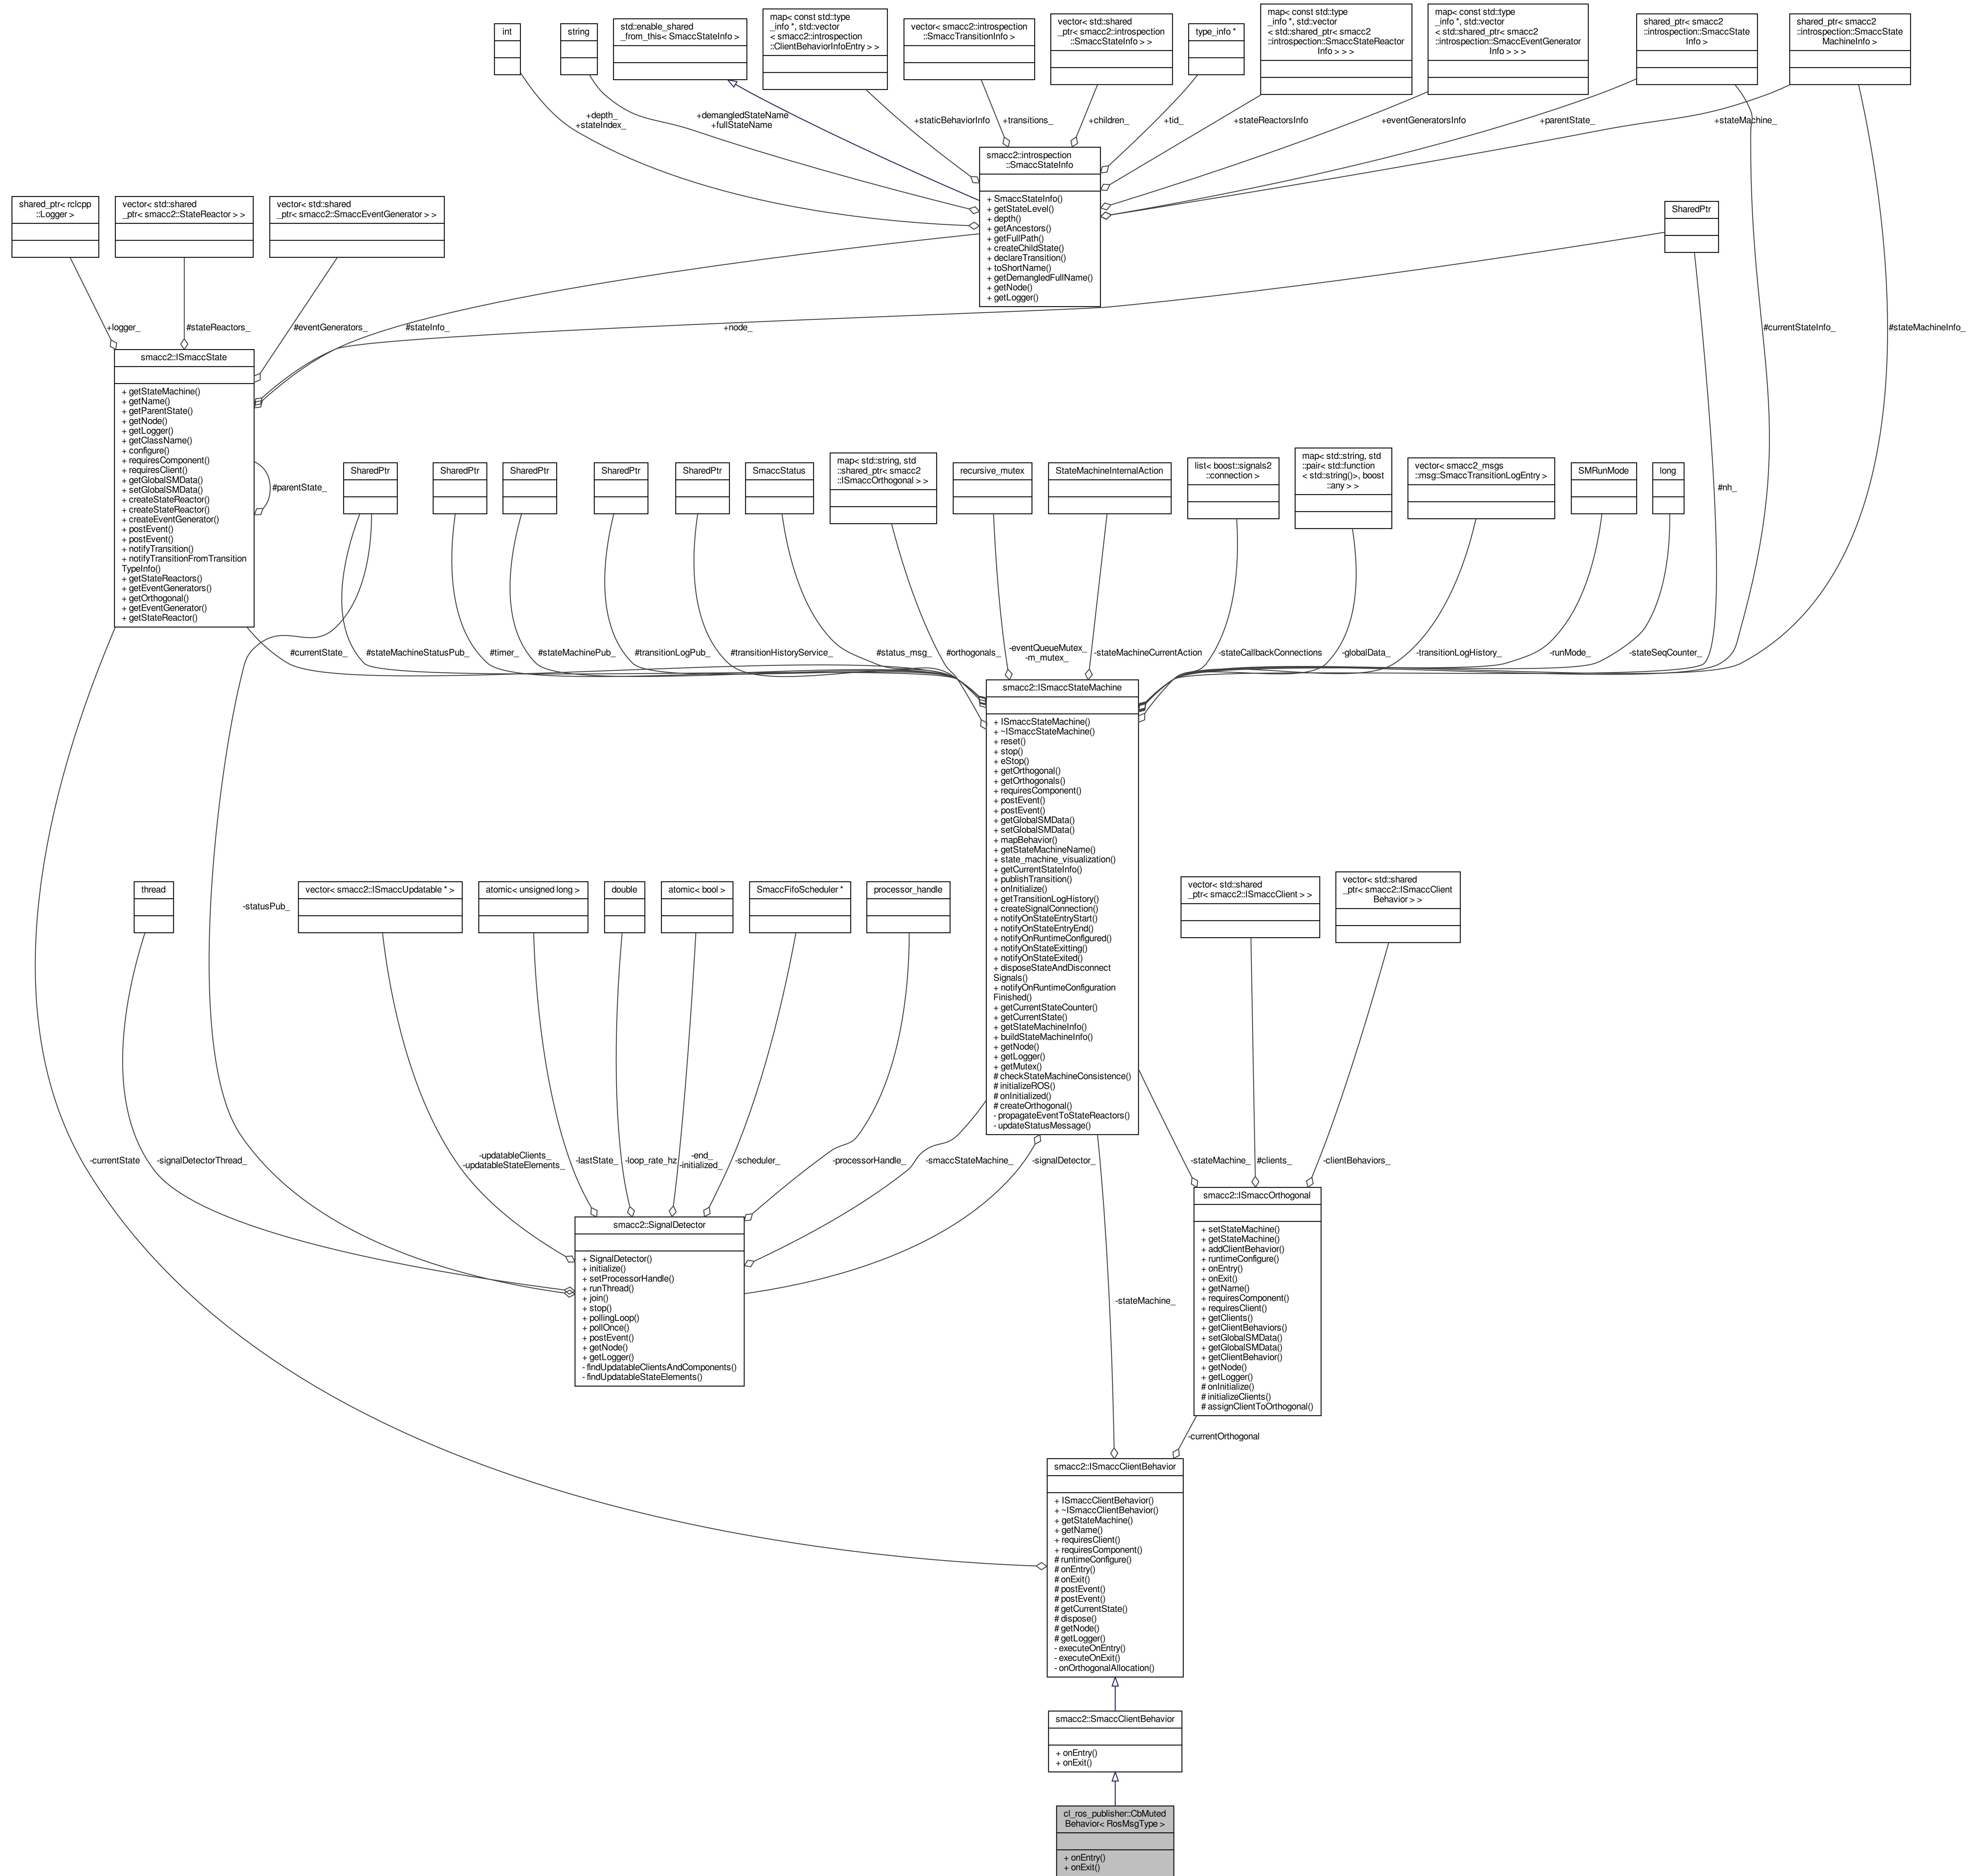 int
string
std::enable_shared
_from_this< SmaccStateInfo >
map< const std::type
_info *, std::vector
< smacc2::introspection
::ClientBehaviorInfoEntry > >
vector< smacc2::introspection
::SmaccTransitionInfo >
vector< std::shared
_ptr< smacc2::introspection
::SmaccStateInfo > >
type_info *
map< const std::type
_info *, std::vector
< std::shared_ptr< smacc2
::introspection::SmaccStateReactor
Info > > >
map< const std::type
_info *, std::vector
< std::shared_ptr< smacc2
::introspection::SmaccEventGenerator
Info > > >
shared_ptr< smacc2
::introspection::SmaccState
Info >
shared_ptr< smacc2
::introspection::SmaccState
MachineInfo >
+depth_
+stateIndex_
+demangledStateName
+fullStateName
+staticBehaviorInfo
+transitions_
+children_
+tid_
+stateReactorsInfo
+eventGeneratorsInfo
+parentState_
+stateMachine_
smacc2::introspection
::SmaccStateInfo
+ SmaccStateInfo()
+ getStateLevel()
+ depth()
+ getAncestors()
+ getFullPath()
+ createChildState()
+ declareTransition()
+ toShortName()
+ getDemangledFullName()
+ getNode()
+ getLogger()
shared_ptr< rclcpp
::Logger >
vector< std::shared
_ptr< smacc2::StateReactor > >
vector< std::shared
_ptr< smacc2::SmaccEventGenerator > >
SharedPtr
+logger_
#stateReactors_
#eventGenerators_
#stateInfo_
+node_
#currentStateInfo_
#stateMachineInfo_
smacc2::ISmaccState
+ getStateMachine()
+ getName()
+ getParentState()
+ getNode()
+ getLogger()
+ getClassName()
+ configure()
+ requiresComponent()
+ requiresClient()
+ getGlobalSMData()
+ setGlobalSMData()
+ createStateReactor()
+ createStateReactor()
+ createEventGenerator()
+ postEvent()
+ postEvent()
+ notifyTransition()
+ notifyTransitionFromTransition
TypeInfo()
+ getStateReactors()
+ getEventGenerators()
+ getOrthogonal()
+ getEventGenerator()
+ getStateReactor()
#parentState_
SharedPtr
SharedPtr
SharedPtr
SharedPtr
SharedPtr
SmaccStatus
map< std::string, std
::shared_ptr< smacc2
::ISmaccOrthogonal > >
recursive_mutex
StateMachineInternalAction
list< boost::signals2
::connection >
map< std::string, std
::pair< std::function
< std::string()>, boost
::any > >
vector< smacc2_msgs
::msg::SmaccTransitionLogEntry >
SMRunMode
long
#nh_
#currentState_
#stateMachineStatusPub_
#timer_
#stateMachinePub_
#transitionLogPub_
#transitionHistoryService_
#status_msg_
#orthogonals_
-eventQueueMutex_
-m_mutex_
-stateMachineCurrentAction
-stateCallbackConnections
-globalData_
-transitionLogHistory_
-runMode_
-stateSeqCounter_
smacc2::ISmaccStateMachine
+ ISmaccStateMachine()
+ ~ISmaccStateMachine()
+ reset()
+ stop()
+ eStop()
+ getOrthogonal()
+ getOrthogonals()
+ requiresComponent()
+ postEvent()
+ postEvent()
+ getGlobalSMData()
+ setGlobalSMData()
+ mapBehavior()
+ getStateMachineName()
+ state_machine_visualization()
+ getCurrentStateInfo()
+ publishTransition()
+ onInitialize()
+ getTransitionLogHistory()
+ createSignalConnection()
+ notifyOnStateEntryStart()
+ notifyOnStateEntryEnd()
+ notifyOnRuntimeConfigured()
+ notifyOnStateExitting()
+ notifyOnStateExited()
+ disposeStateAndDisconnect
Signals()
+ notifyOnRuntimeConfiguration
Finished()
+ getCurrentStateCounter()
+ getCurrentState()
+ getStateMachineInfo()
+ buildStateMachineInfo()
+ getNode()
+ getLogger()
+ getMutex()
# checkStateMachineConsistence()
# initializeROS()
# onInitialized()
# createOrthogonal()
- propagateEventToStateReactors()
- updateStatusMessage()
thread
-statusPub_
vector< smacc2::ISmaccUpdatable * >
atomic< unsigned long >
double
atomic< bool >
SmaccFifoScheduler *
processor_handle
vector< std::shared
_ptr< smacc2::ISmaccClient > >
vector< std::shared
_ptr< smacc2::ISmaccClient
Behavior > >
-currentState
-signalDetectorThread_
-updatableClients_
-updatableStateElements_
-lastState_
-loop_rate_hz
-end_
-initialized_
-scheduler_
-processorHandle_
-smaccStateMachine_
-signalDetector_
-stateMachine_
#clients_
-clientBehaviors_
smacc2::SignalDetector
+ SignalDetector()
+ initialize()
+ setProcessorHandle()
+ runThread()
+ join()
+ stop()
+ pollingLoop()
+ pollOnce()
+ postEvent()
+ getNode()
+ getLogger()
- findUpdatableClientsAndComponents()
- findUpdatableStateElements()
-stateMachine_
smacc2::ISmaccOrthogonal
+ setStateMachine()
+ getStateMachine()
+ addClientBehavior()
+ runtimeConfigure()
+ onEntry()
+ onExit()
+ getName()
+ requiresComponent()
+ requiresClient()
+ getClients()
+ getClientBehaviors()
+ setGlobalSMData()
+ getGlobalSMData()
+ getClientBehavior()
+ getNode()
+ getLogger()
# onInitialize()
# initializeClients()
# assignClientToOrthogonal()
-currentOrthogonal
smacc2::ISmaccClientBehavior
+ ISmaccClientBehavior()
+ ~ISmaccClientBehavior()
+ getStateMachine()
+ getName()
+ requiresClient()
+ requiresComponent()
# runtimeConfigure()
# onEntry()
# onExit()
# postEvent()
# postEvent()
# getCurrentState()
# dispose()
# getNode()
# getLogger()
- executeOnEntry()
- executeOnExit()
- onOrthogonalAllocation()
smacc2::SmaccClientBehavior
+ onEntry()
+ onExit()
cl_ros_publisher::CbMuted
Behavior< RosMsgType >
+ onEntry()
+ onExit()